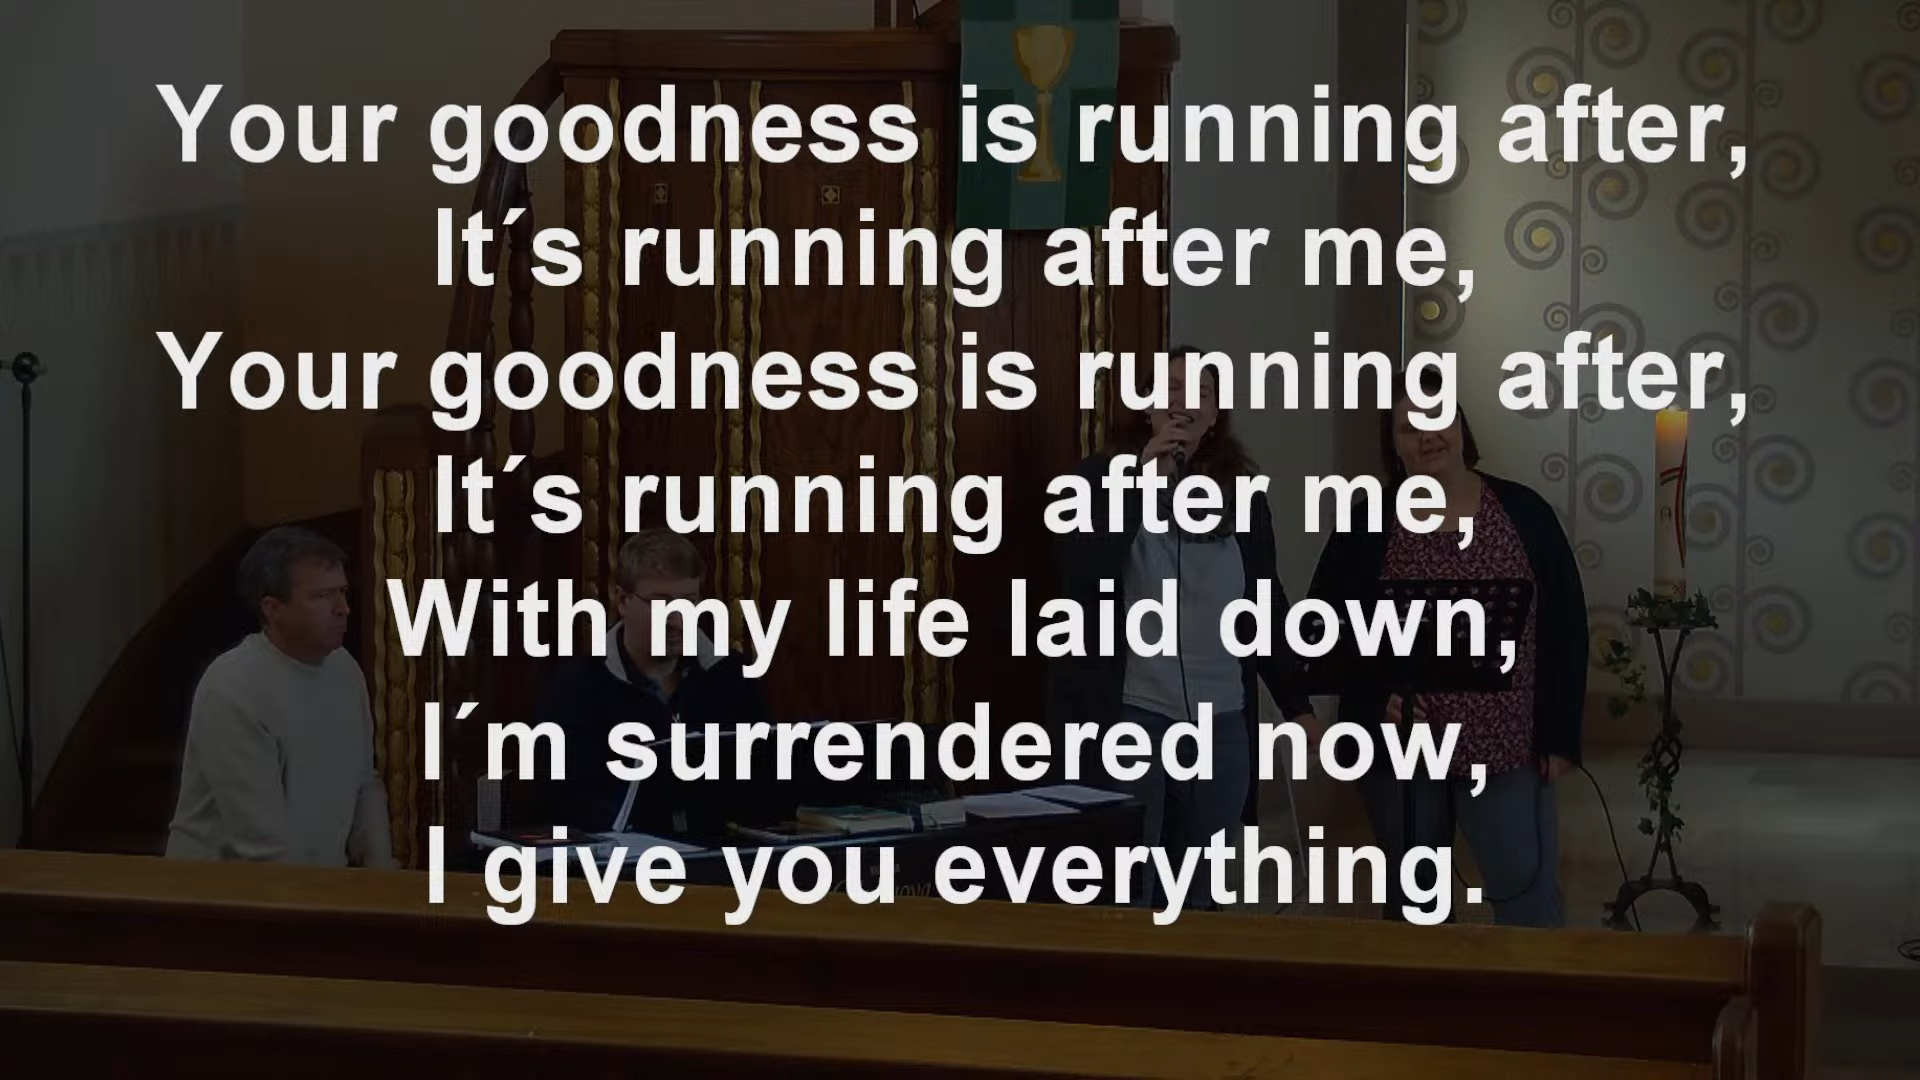 Your goodness is running after,
It´s running after me,
Your goodness is running after,
It´s running after me,
With my life laid down,
I´m surrendered now,
I give you everything.